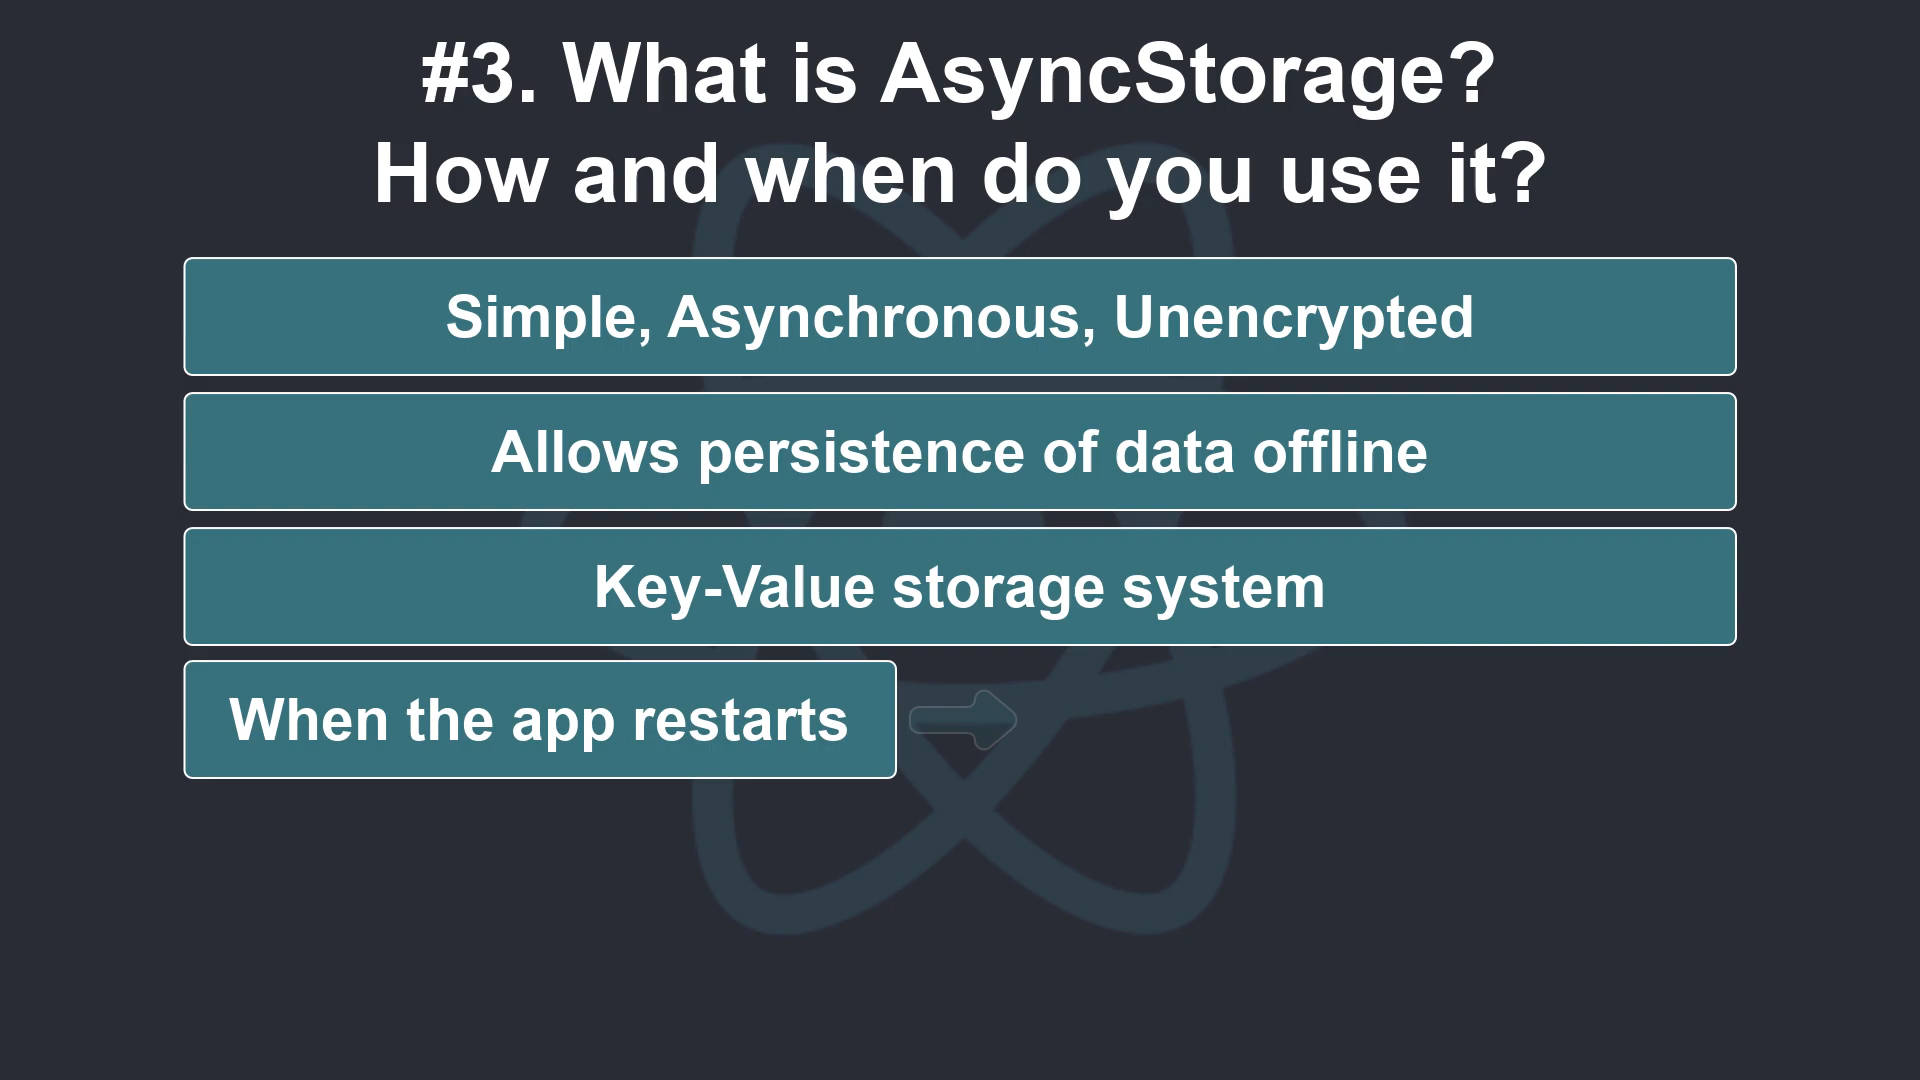 #3. What is AsyncStorage?
How and when do you use it?
Simple, Asynchronous, Unencrypted
Allows persistence of data offline
Key-Value storage system
When the app restarts